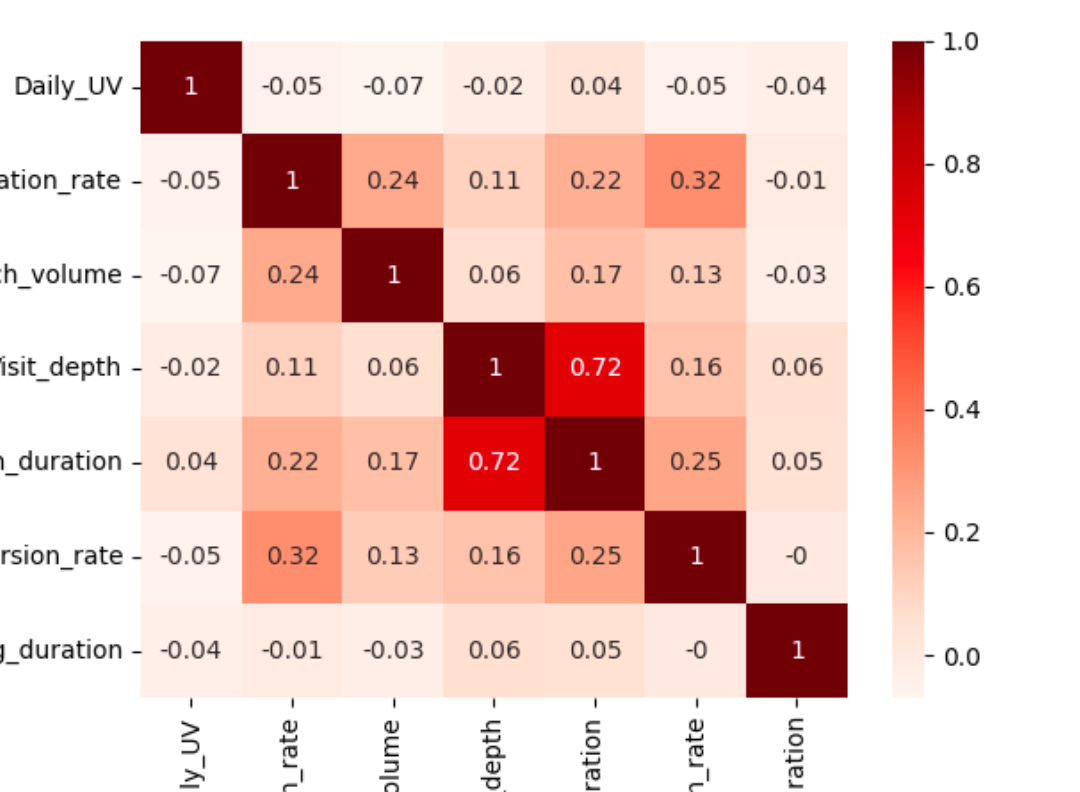 1.0
Daily_UV 1 -0.05 -0.07 -0.02 0.04 -0.05 -0.04
0.8
ation_rate -0.05 1 0.24 0.11 0.22 0.32 -0.01
h_volume -0.07 0.24 1 0.06 0.17 0.13 -0.03
0.6
isit_depth -0.02 0.11 0.06 1 0.72 0.16 0.06
0.4
n_duration 0.04 0.22 0.17 0.72 1 0.25 0.05
0.2
rsion_rate -0.05 0.32 0.13 0.16 0.25 1 -0
g_duration -0.04 -0.01 -0.03 0.06 0.05 -0 1
0.0
ly_UV
n_rate
olume
_depth
ration
n_rate
ration